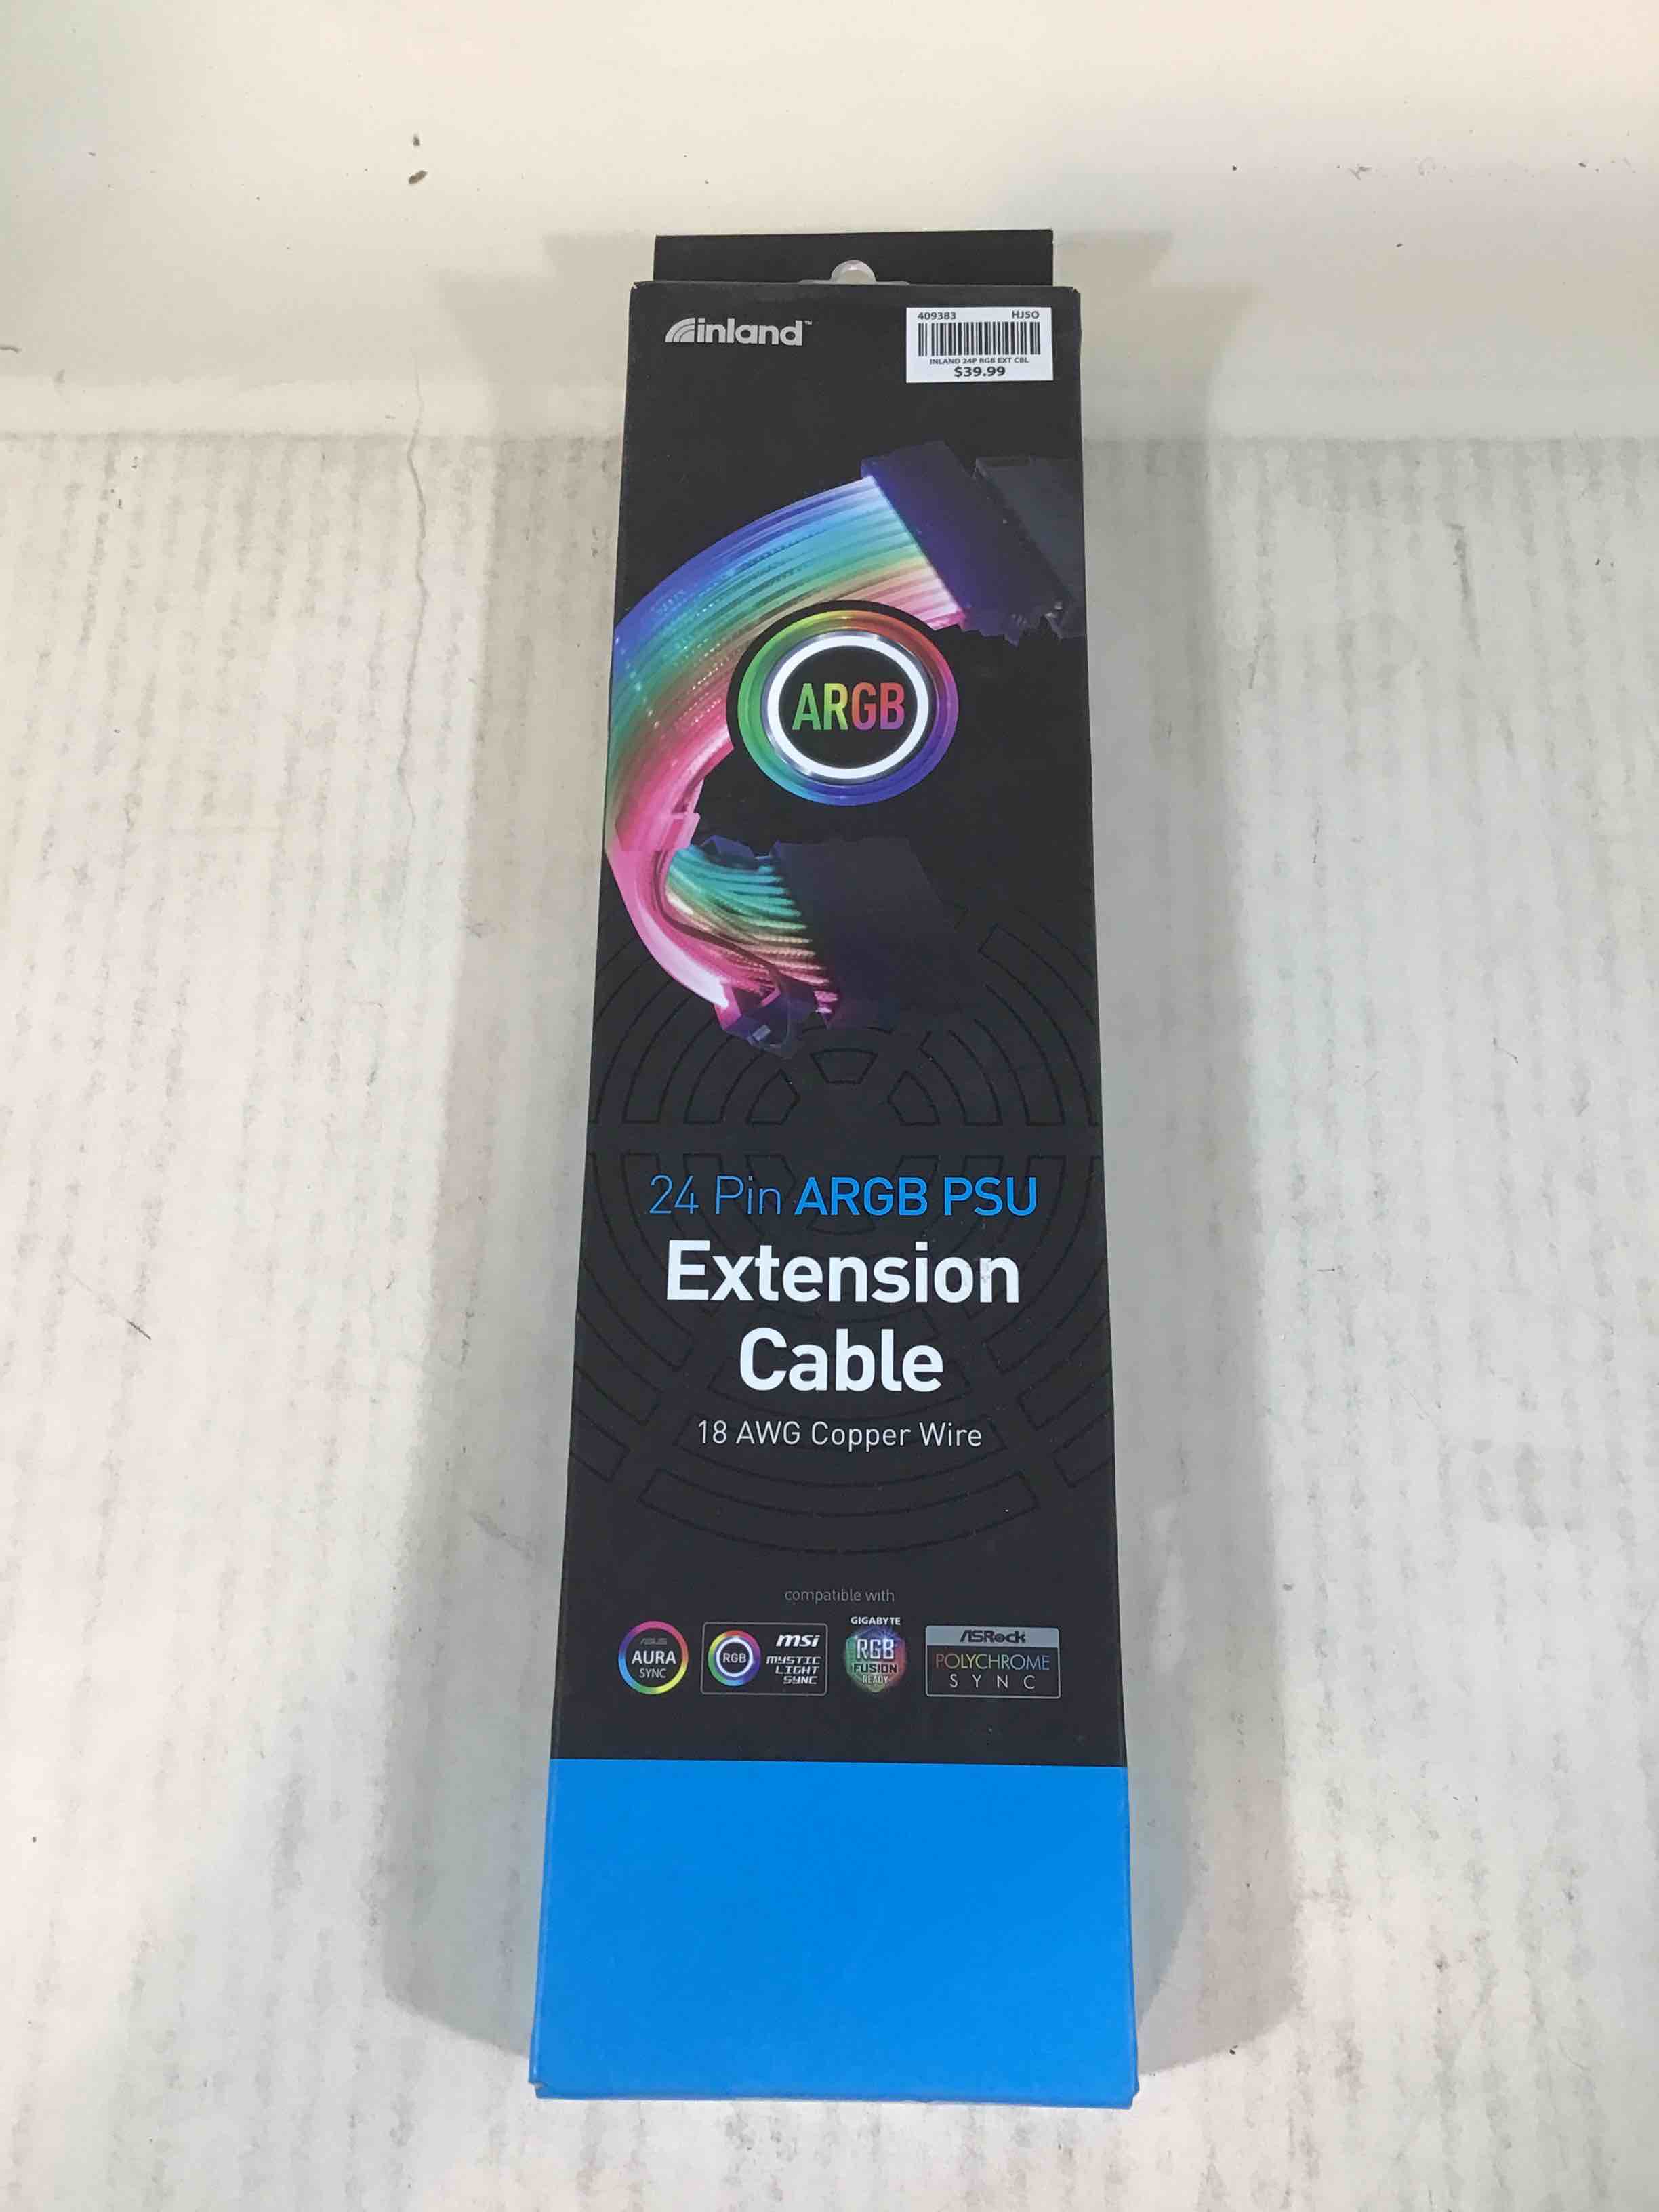 inland™
409383 HJ5O
INLAND 24P RGB EXT CBL
$39.99
ARGB
24 Pin ARGB PSU
Extension
Cable
18 AWG Copper Wire
compatible with
ASUS
AURA
SYNC
RGB
msi
MYSTIC
LIGHT
SYNC
GIGABYTE
RGB
FUSION
READY
ASRock
POLYCHROME
SYNC